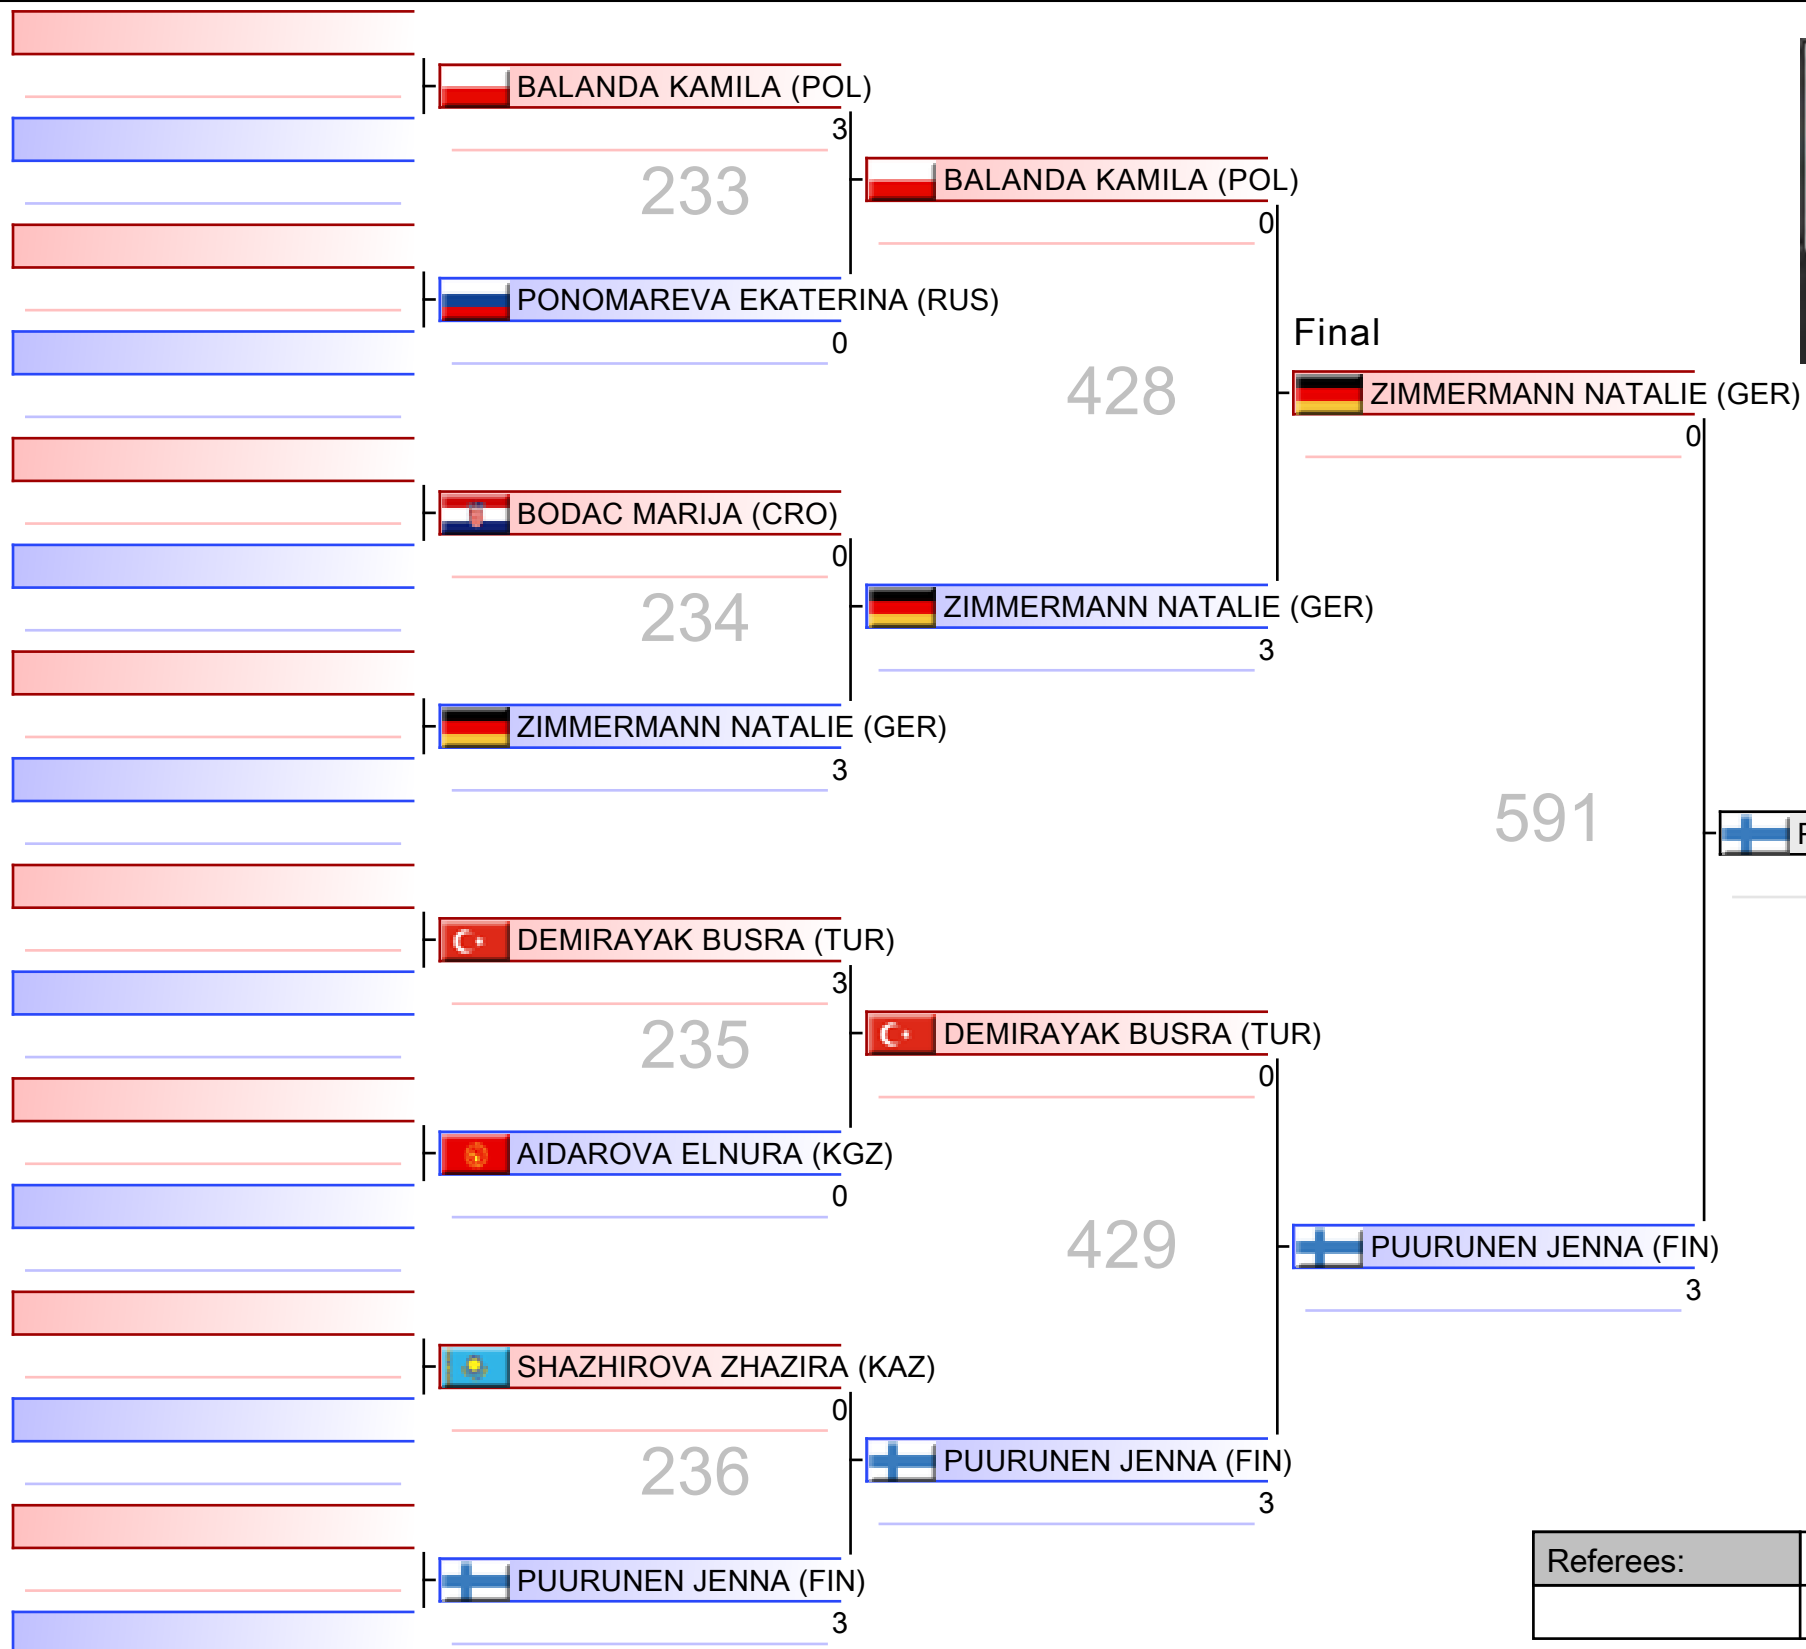 BALANDA KAMILA (POL)
3
233
BALANDA KAMILA (POL)
0
PONOMAREVA EKATERINA (RUS)
0
Final
428
ZIMMERMANN NATALIE (GER)
0
BODAC MARIJA (CRO)
0
234
ZIMMERMANN NATALIE (GER)
3
ZIMMERMANN NATALIE (GER)
3
591
DEMIRAYAK BUSRA (TUR)
3
235
DEMIRAYAK BUSRA (TUR)
0
AIDAROVA ELNURA (KGZ)
0
429
PUURUNEN JENNA (FIN)
3
SHAZHIROVA ZHAZIRA (KAZ)
0
236
PUURUNEN JENNA (FIN)
3
PUURUNEN JENNA (FIN)
3
Referees: